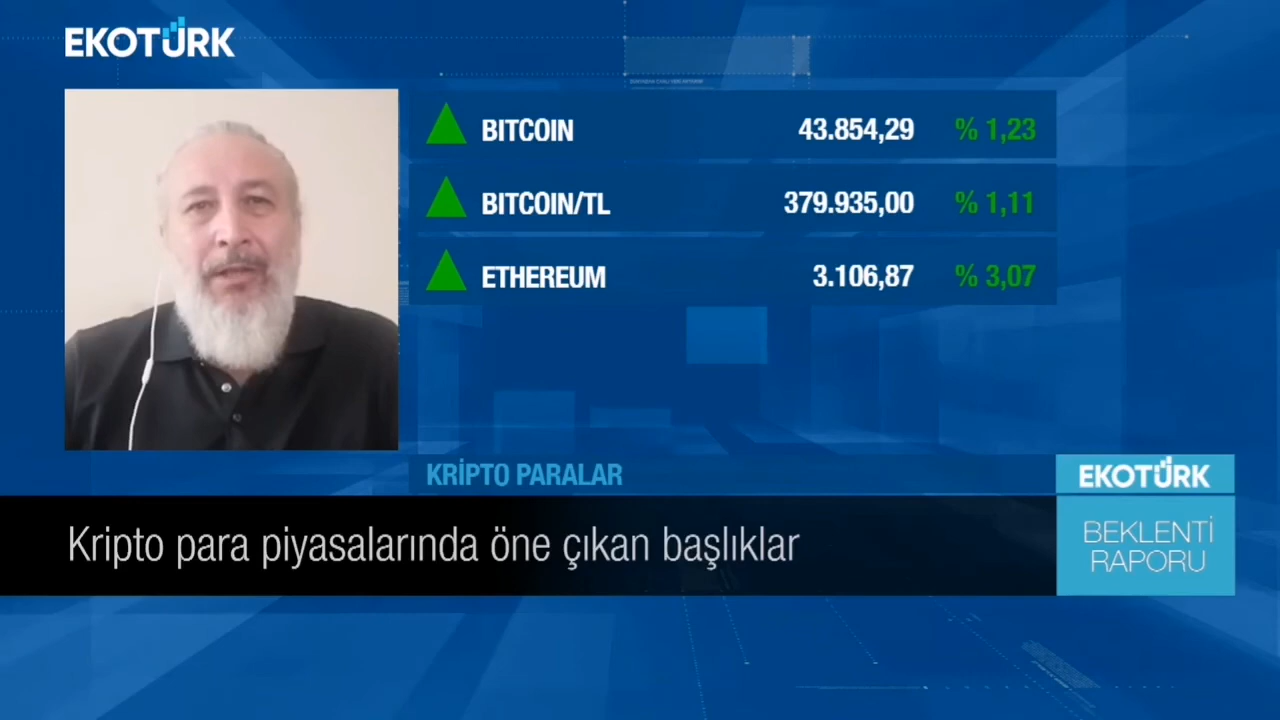 EKOTÜRK
BITCOIN 43.854,29 % 1,23
BITCOIN/TL 379.935,00 % 1,11
ETHEREUM 3.106,87 % 3,07
KRİPTO PARALAR
EKOTÜRK
Kripto para piyasalarında öne çıkan başlıklar
BEKLENTİ
RAPORU